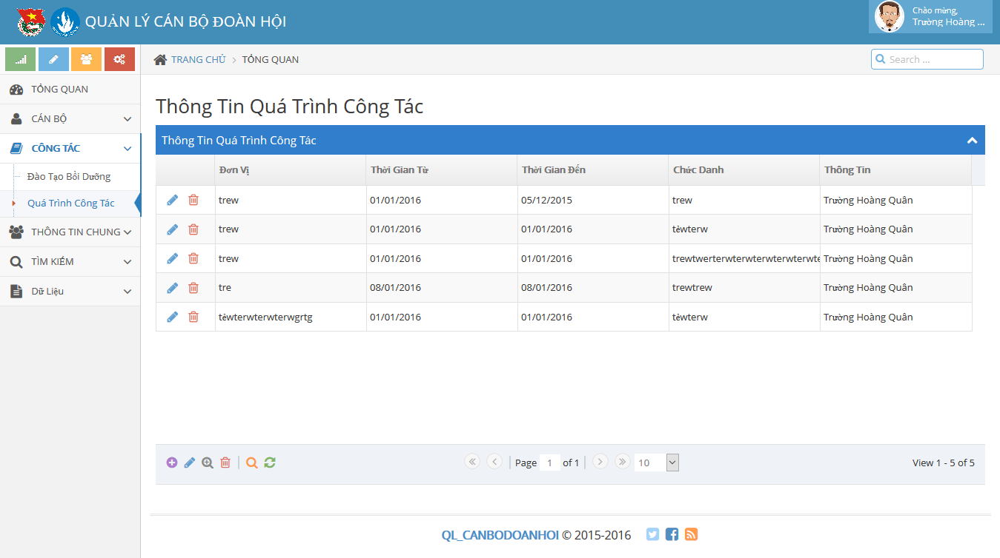 QUẢN LÝ CÁN BỘ ĐOÀN HỘI
Chào mừng,
Trường Hoàng ...
TRANG CHỦ > TỔNG QUAN
Search ...
TỔNG QUAN
CÁN BỘ
CÔNG TÁC
Đào Tạo Bồi Dưỡng
Quá Trình Công Tác
THÔNG TIN CHUNG
TÌM KIẾM
Dữ Liệu
Thông Tin Quá Trình Công Tác
Thông Tin Quá Trình Công Tác
Đơn Vị Thời Gian Từ Thời Gian Đến Chức Danh Thông Tin
trew 01/01/2016 05/12/2015 trew Trường Hoàng Quân
trew 01/01/2016 01/01/2016 tẻwterw Trường Hoàng Quân
trew 01/01/2016 01/01/2016 trewtwerterwterwterwterwterwte Trường Hoàng Quân
tre 08/01/2016 08/01/2016 trewtrew Trường Hoàng Quân
tẻwterwterwterwgrtg 01/01/2016 01/01/2016 tẻwterw Trường Hoàng Quân
Page 1 of 1 10 View 1 - 5 of 5
QL_CANBODOANHOI © 2015-2016